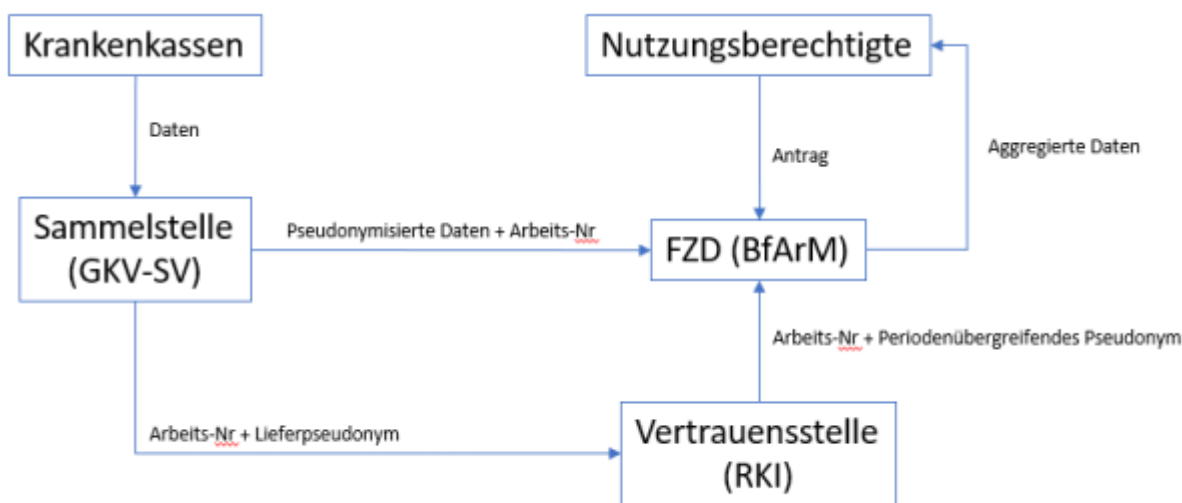 Krankenkassen
Nutzungsberechtigte
Daten
Antrag
Aggregierte Daten
Sammelstelle
(GKV-SV)
Pseudonymisierte Daten + Arbeits-Nr
FZD (BfArM)
Arbeits-Nr + Periodenübergreifendes Pseudonym
Arbeits-Nr + Lieferpseudonym
Vertrauensstelle
(RKI)